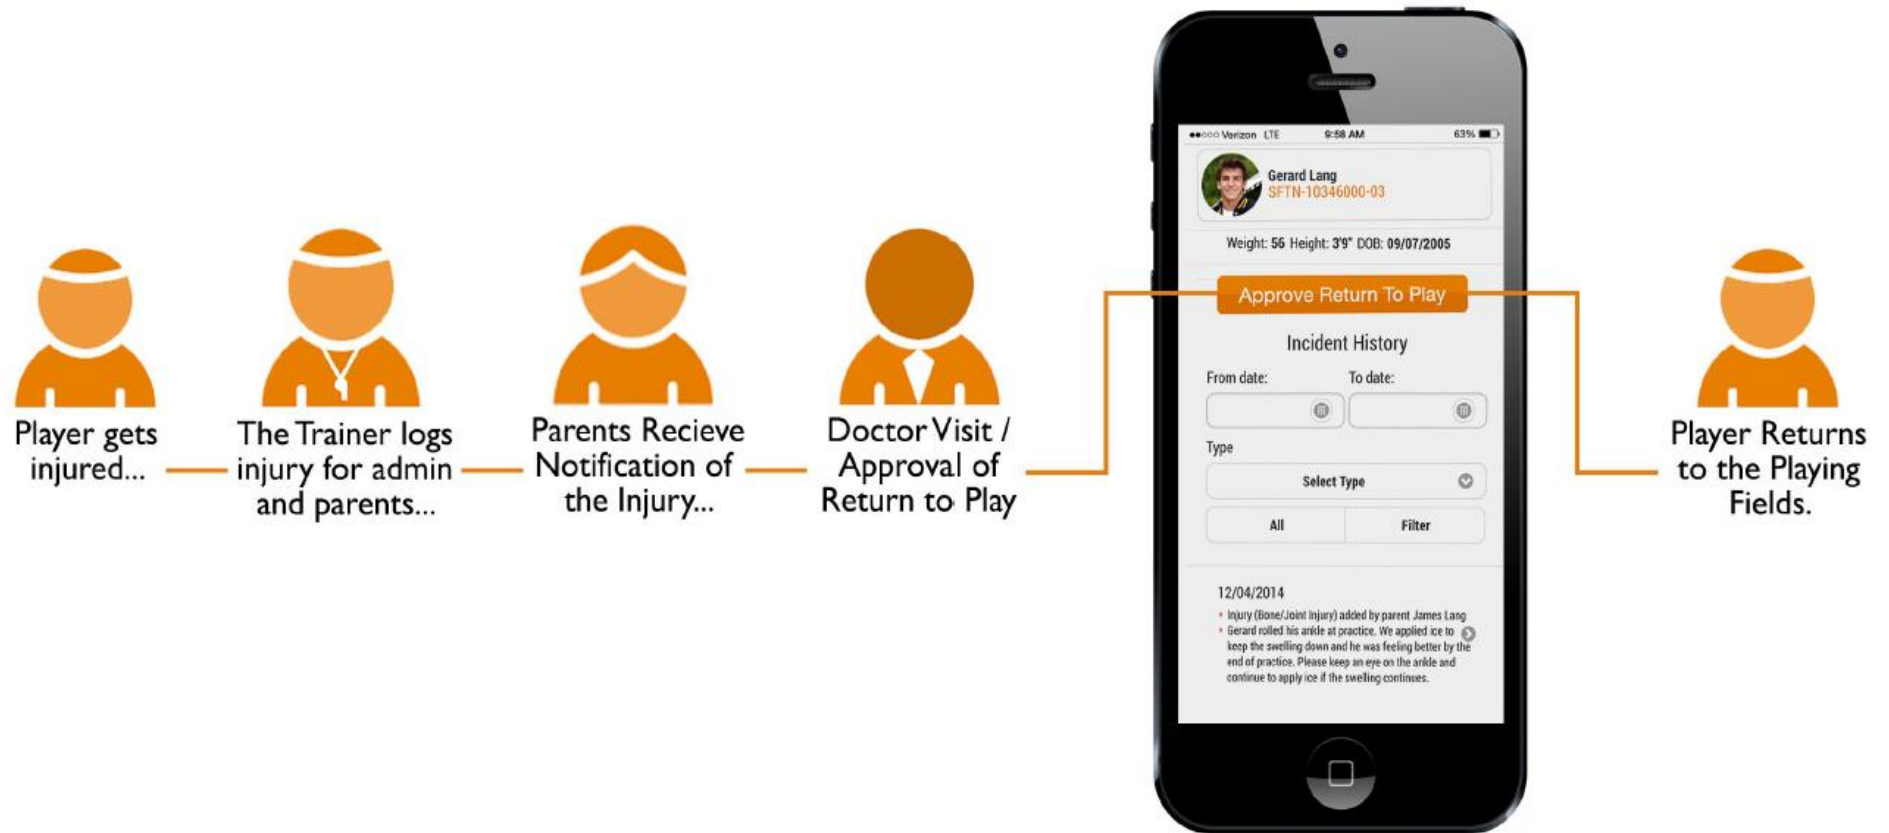 Player gets
injured...
The Trainer logs
injury for admin
and parents...
Parents Recieve
Notification of
the Injury...
Doctor Visit /
Approval of
Return to Play
Verizon LTE 9:58 AM 63%
Gerard Lang
SFTN-10346000-03
Weight: 56 Height: 3'9" DOB: 09/07/2005
Approve Return To Play
Incident History
From date: To date:
Type
Select Type
All Filter
12/04/2014
Injury (Bone/Joint Injury) added by parent James Lang
Gerard rolled his ankle at practice. We applied ice to
keep the swelling down and he was feeling better by the
end of practice. Please keep an eye on the ankle and
continue to apply ice if the swelling continues.
Player Returns
to the Playing
Fields.